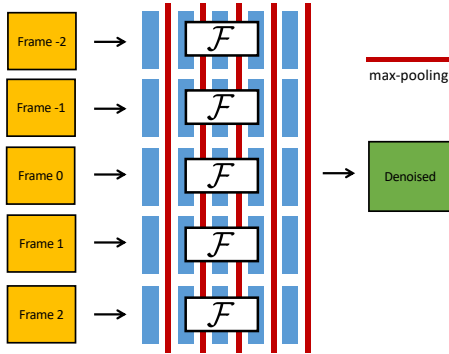 Frame -2
ℱ
Frame -1
ℱ
Frame 0
ℱ
Frame 1
ℱ
Frame 2
ℱ
max-pooling
Denoised